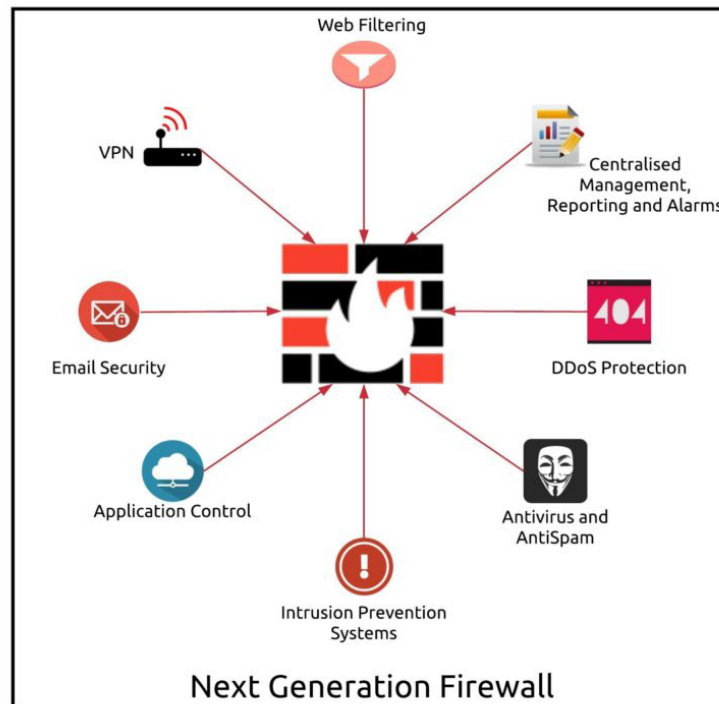 Web Filtering
VPN
Centralised
Management,
Reporting and Alarms
Email Security
404
DDoS Protection
Application Control
Antivirus and
AntiSpam
!
Intrusion Prevention
Systems
Next Generation Firewall